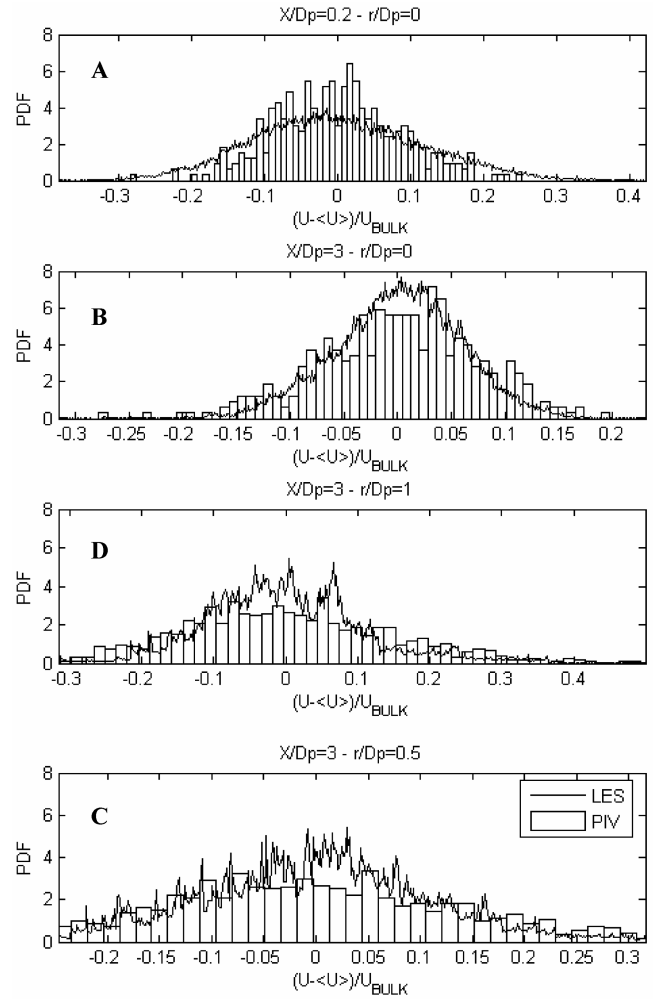 X/Dp=0.2 - r/Dp=0
8
6
4
2
0
PDF
A
-0.3 -0.2 -0.1 0 0.1 0.2 0.3 0.4
(U-<U>)/U_BULK
X/Dp=3 - r/Dp=0
8
6
4
2
0
PDF
B
-0.3 -0.25 -0.2 -0.15 -0.1 -0.05 0 0.05 0.1 0.15 0.2
(U-<U>)/U_BULK
X/Dp=3 - r/Dp=1
8
6
4
2
0
PDF
D
-0.3 -0.2 -0.1 0 0.1 0.2 0.3 0.4
(U-<U>)/U_BULK
X/Dp=3 - r/Dp=0.5
8
6
4
2
0
PDF
C
LES
PIV
-0.2 -0.15 -0.1 -0.05 0 0.05 0.1 0.15 0.2 0.25 0.3
(U-<U>)/U_BULK